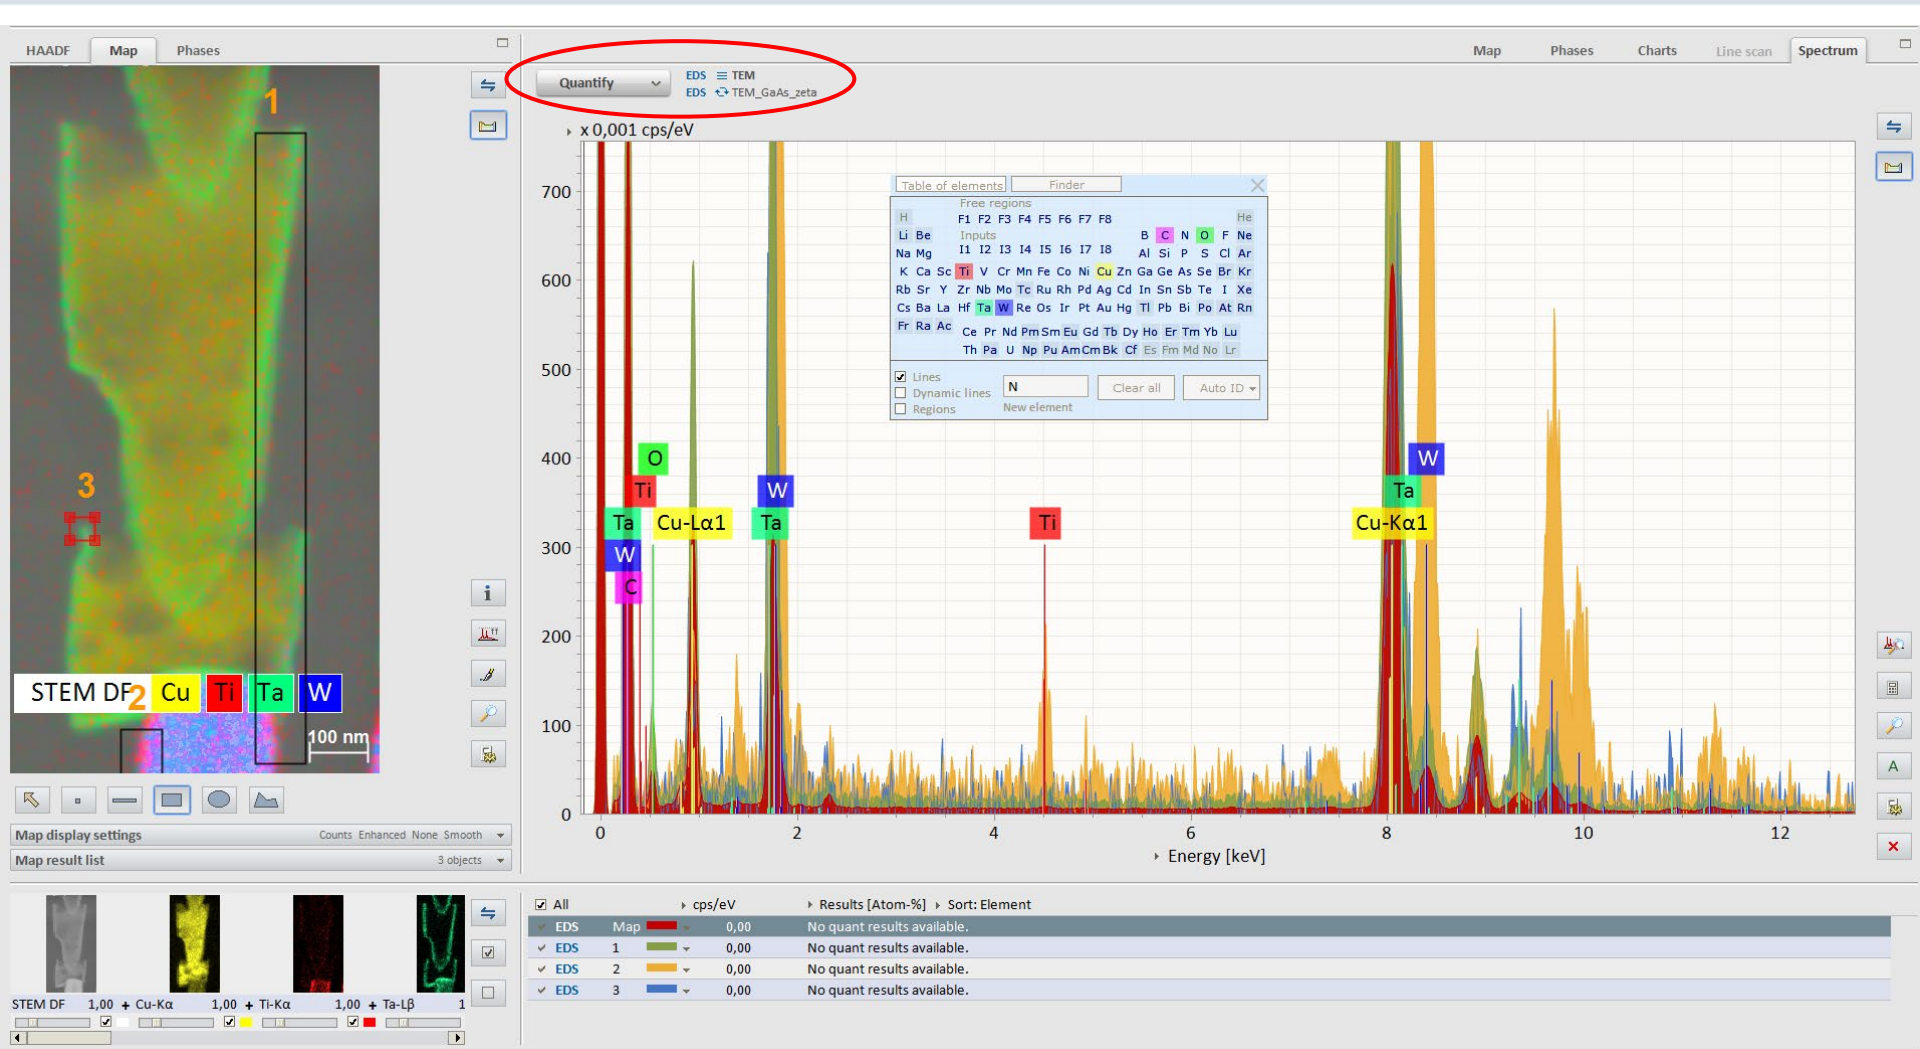 HAADF Map Phases
Map Phases Charts Line scan Spectrum
Quantify
EDS TEM
EDS TEM_GaAs_zeta
1
3
STEM DF 2 Cu Ti Ta W
100 nm
x 0,001 cps/eV
700
600
500
400
300
200
100
0
0 2 4 6 8 10 12
Energy [keV]
Table of elements Finder
Free regions
H F1 F2 F3 F4 F5 F6 F7 F8 He
Li Be Inputs B C N O F Ne
Na Mg I1 I2 I3 I4 I5 I6 I7 I8 Al Si P S Cl Ar
K Ca Sc Ti V Cr Mn Fe Co Ni Cu Zn Ga Ge As Se Br Kr
Rb Sr Y Zr Nb Mo Tc Ru Rh Pd Ag Cd In Sn Sb Te I Xe
Cs Ba La Hf Ta W Re Os Ir Pt Au Hg Tl Pb Bi Po At Rn
Fr Ra Ac Ce Pr Nd Pm Sm Eu Gd Tb Dy Ho Er Tm Yb Lu
Th Pa U Np Pu Am Cm Bk Cf Es Fm Md No Lr
Lines
Dynamic lines
Regions
N
New element
Clear all
Auto ID
O W
Ti W Ta
Ta Cu-Lα1 Ta Ti Cu-Kα1
W
C
i
A
Map display settings Counts Enhanced None Smooth
Map result list 3 objects
STEM DF 1,00 + Cu-Kα 1,00 + Ti-Kα 1,00 + Ta-Lβ 1
All cps/eV Results [Atom-%] Sort: Element
EDS Map 0,00 No quant results available.
EDS 1 0,00 No quant results available.
EDS 2 0,00 No quant results available.
EDS 3 0,00 No quant results available.